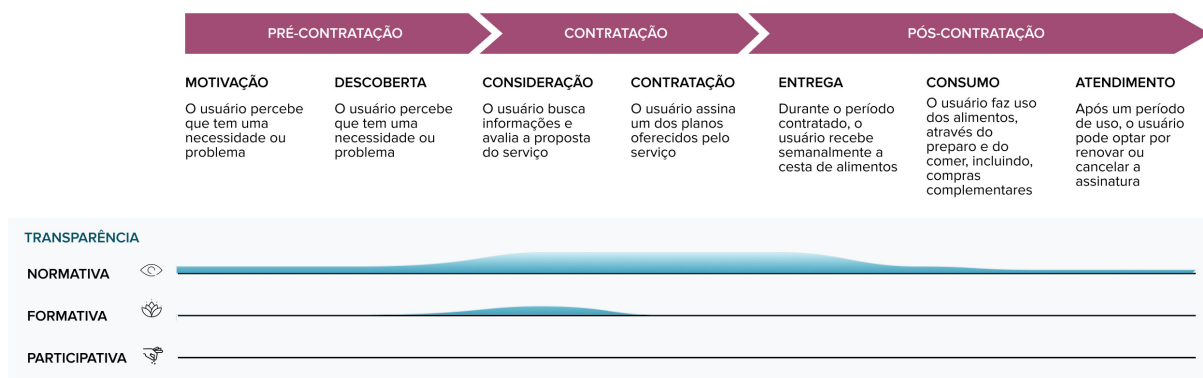 PRÉ-CONTRATAÇÃO
CONTRATAÇÃO
PÓS-CONTRATAÇÃO
MOTIVAÇÃO
O usuário percebe
que tem uma
necessidade ou
problema
DESCOBERTA
O usuário percebe
que tem uma
necessidade ou
problema
CONSIDERAÇÃO
O usuário busca
informações e
avalia a proposta
do serviço
CONTRATAÇÃO
O usuário assina
um dos planos
oferecidos pelo
serviço
ENTREGA
Durante o período
contratado, o
usuário recebe
semanalmente a
cesta de alimentos
CONSUMO
O usuário faz uso
dos alimentos,
através do
preparo e do
comer, incluindo,
compras
complementares
ATENDIMENTO
Após um período
de uso, o usuário
pode optar por
renovar ou
cancelar a
assinatura
TRANSPARÊNCIA
NORMATIVA
FORMATIVA
PARTICIPATIVA